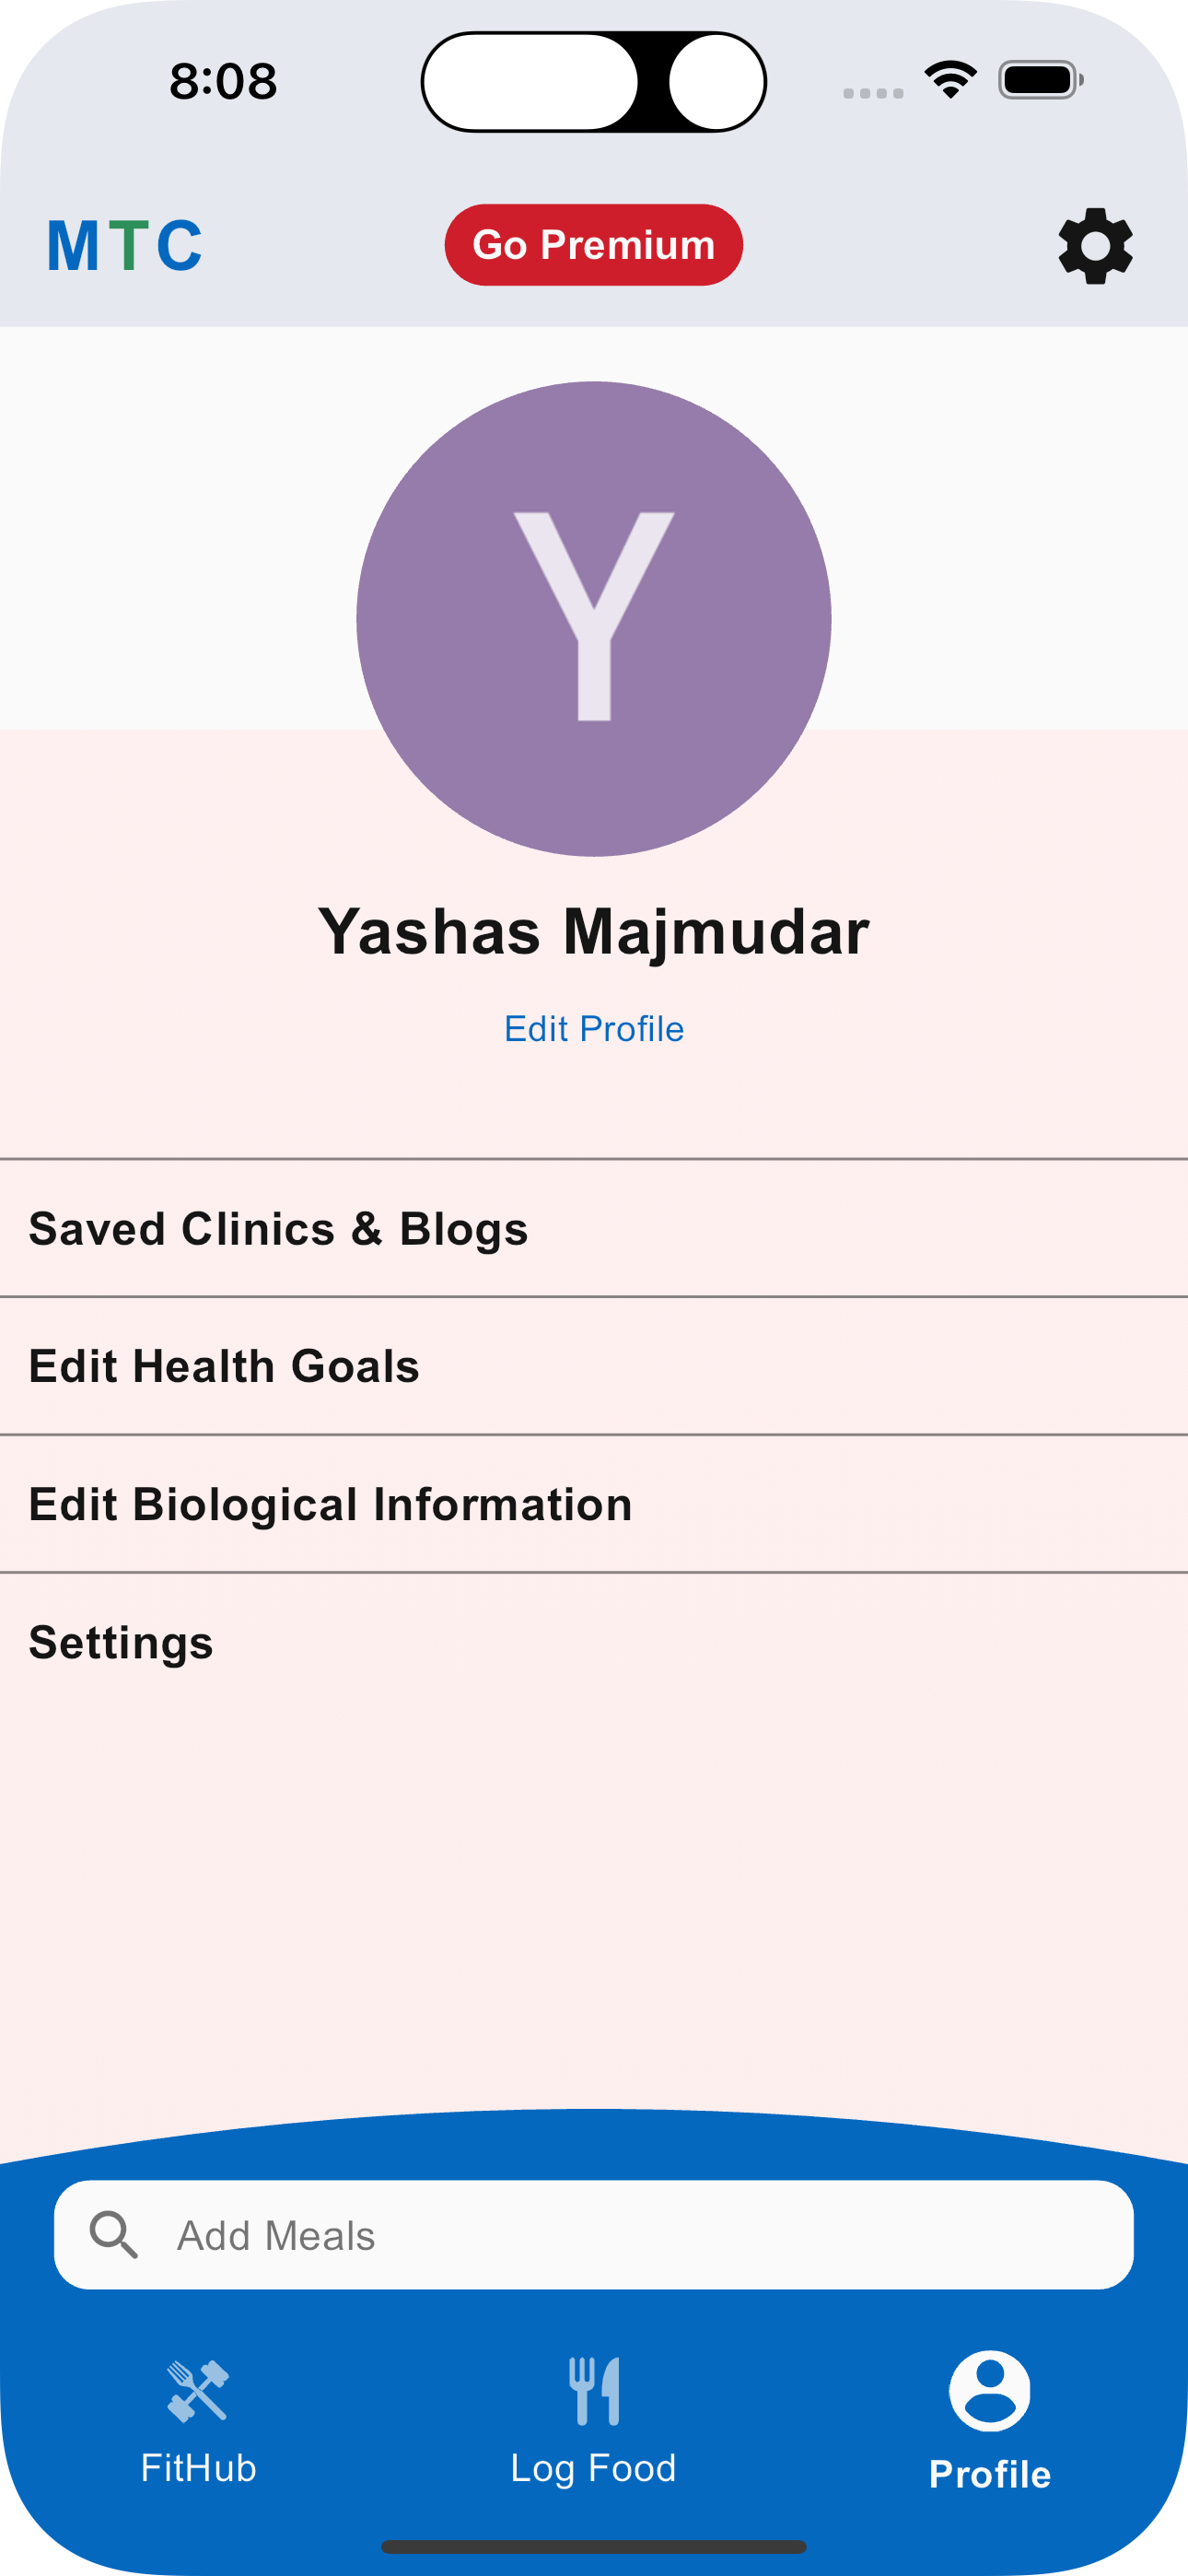 8:08
MTC
Go Premium
Y
Yashas Majmudar
Edit Profile
Saved Clinics & Blogs
Edit Health Goals
Edit Biological Information
Settings
Add Meals
FitHub
Log Food
Profile